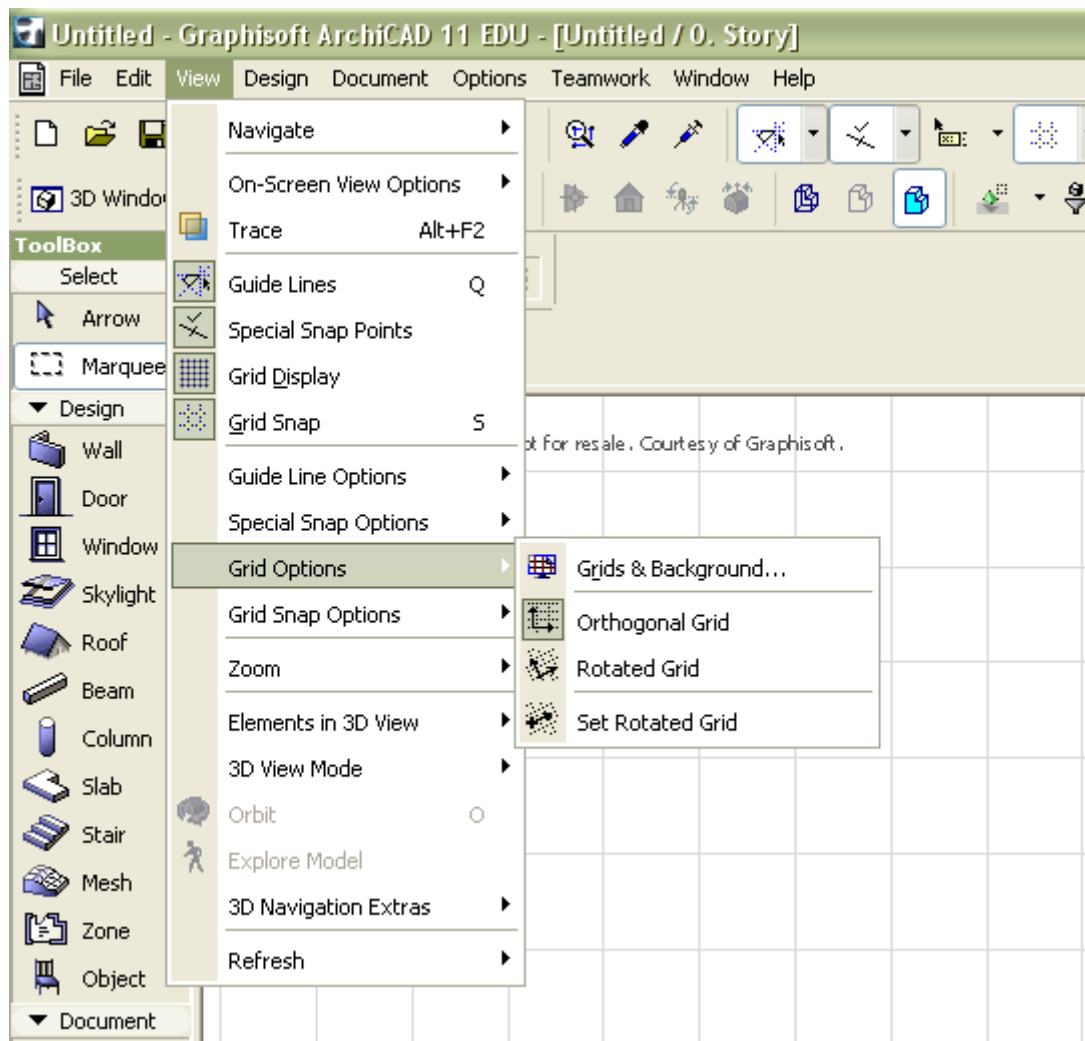 Untitled - Graphisoft ArchiCAD 11 EDU - [Untitled / 0. Story]
File Edit View Design Document Options Teamwork Window Help
3D Windo
ToolBox
Select
Arrow
Marquee
Design
Wall
Door
Window
Skylight
Roof
Beam
Column
Slab
Stair
Mesh
Zone
Object
Document
Navigate
On-Screen View Options
Trace Alt+F2
Guide Lines Q
Special Snap Points
Grid Display
Grid Snap S
Guide Line Options
Special Snap Options
Grid Options
Grid Snap Options
Zoom
Elements in 3D View
3D View Mode
Orbit O
Explore Model
3D Navigation Extras
Refresh
Grids & Background...
Orthogonal Grid
Rotated Grid
Set Rotated Grid
for resale. Courtesy of Graphisoft.